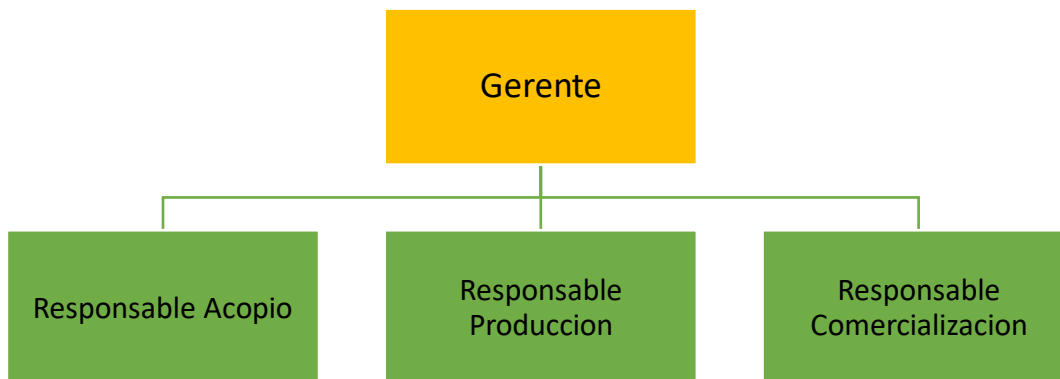 Gerente
Responsable Acopio
Responsable
Produccion
Responsable
Comercializacion